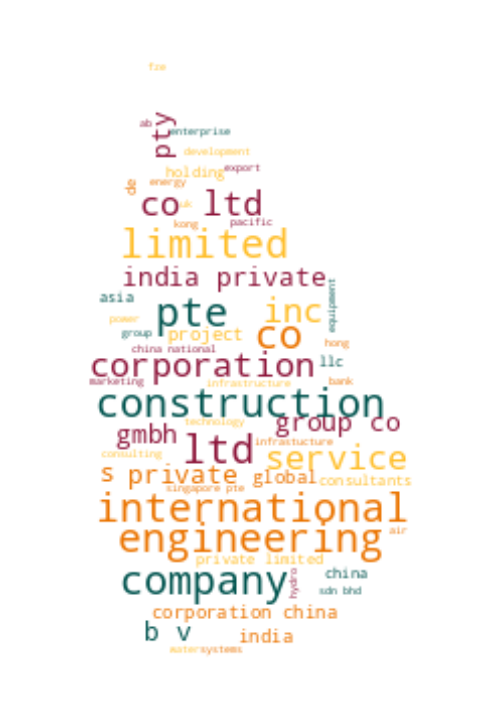 fze
ab
pty
enterprise
development
holding
export
de
energy
co ltd
uk
kong
pacific
limited
india private
asia
equipment
pte
inc
power
group
project
co
hong
china national
corporation
llc
marketing
infrastructure
bank
construction
technology
group co
gmbh
ltd
infrastucture
consulting
service
s private
global
consultants
singapore pte
international
engineering
air
private limited
company
hydro
china
sdn bhd
corporation china
b v
india
water
systems